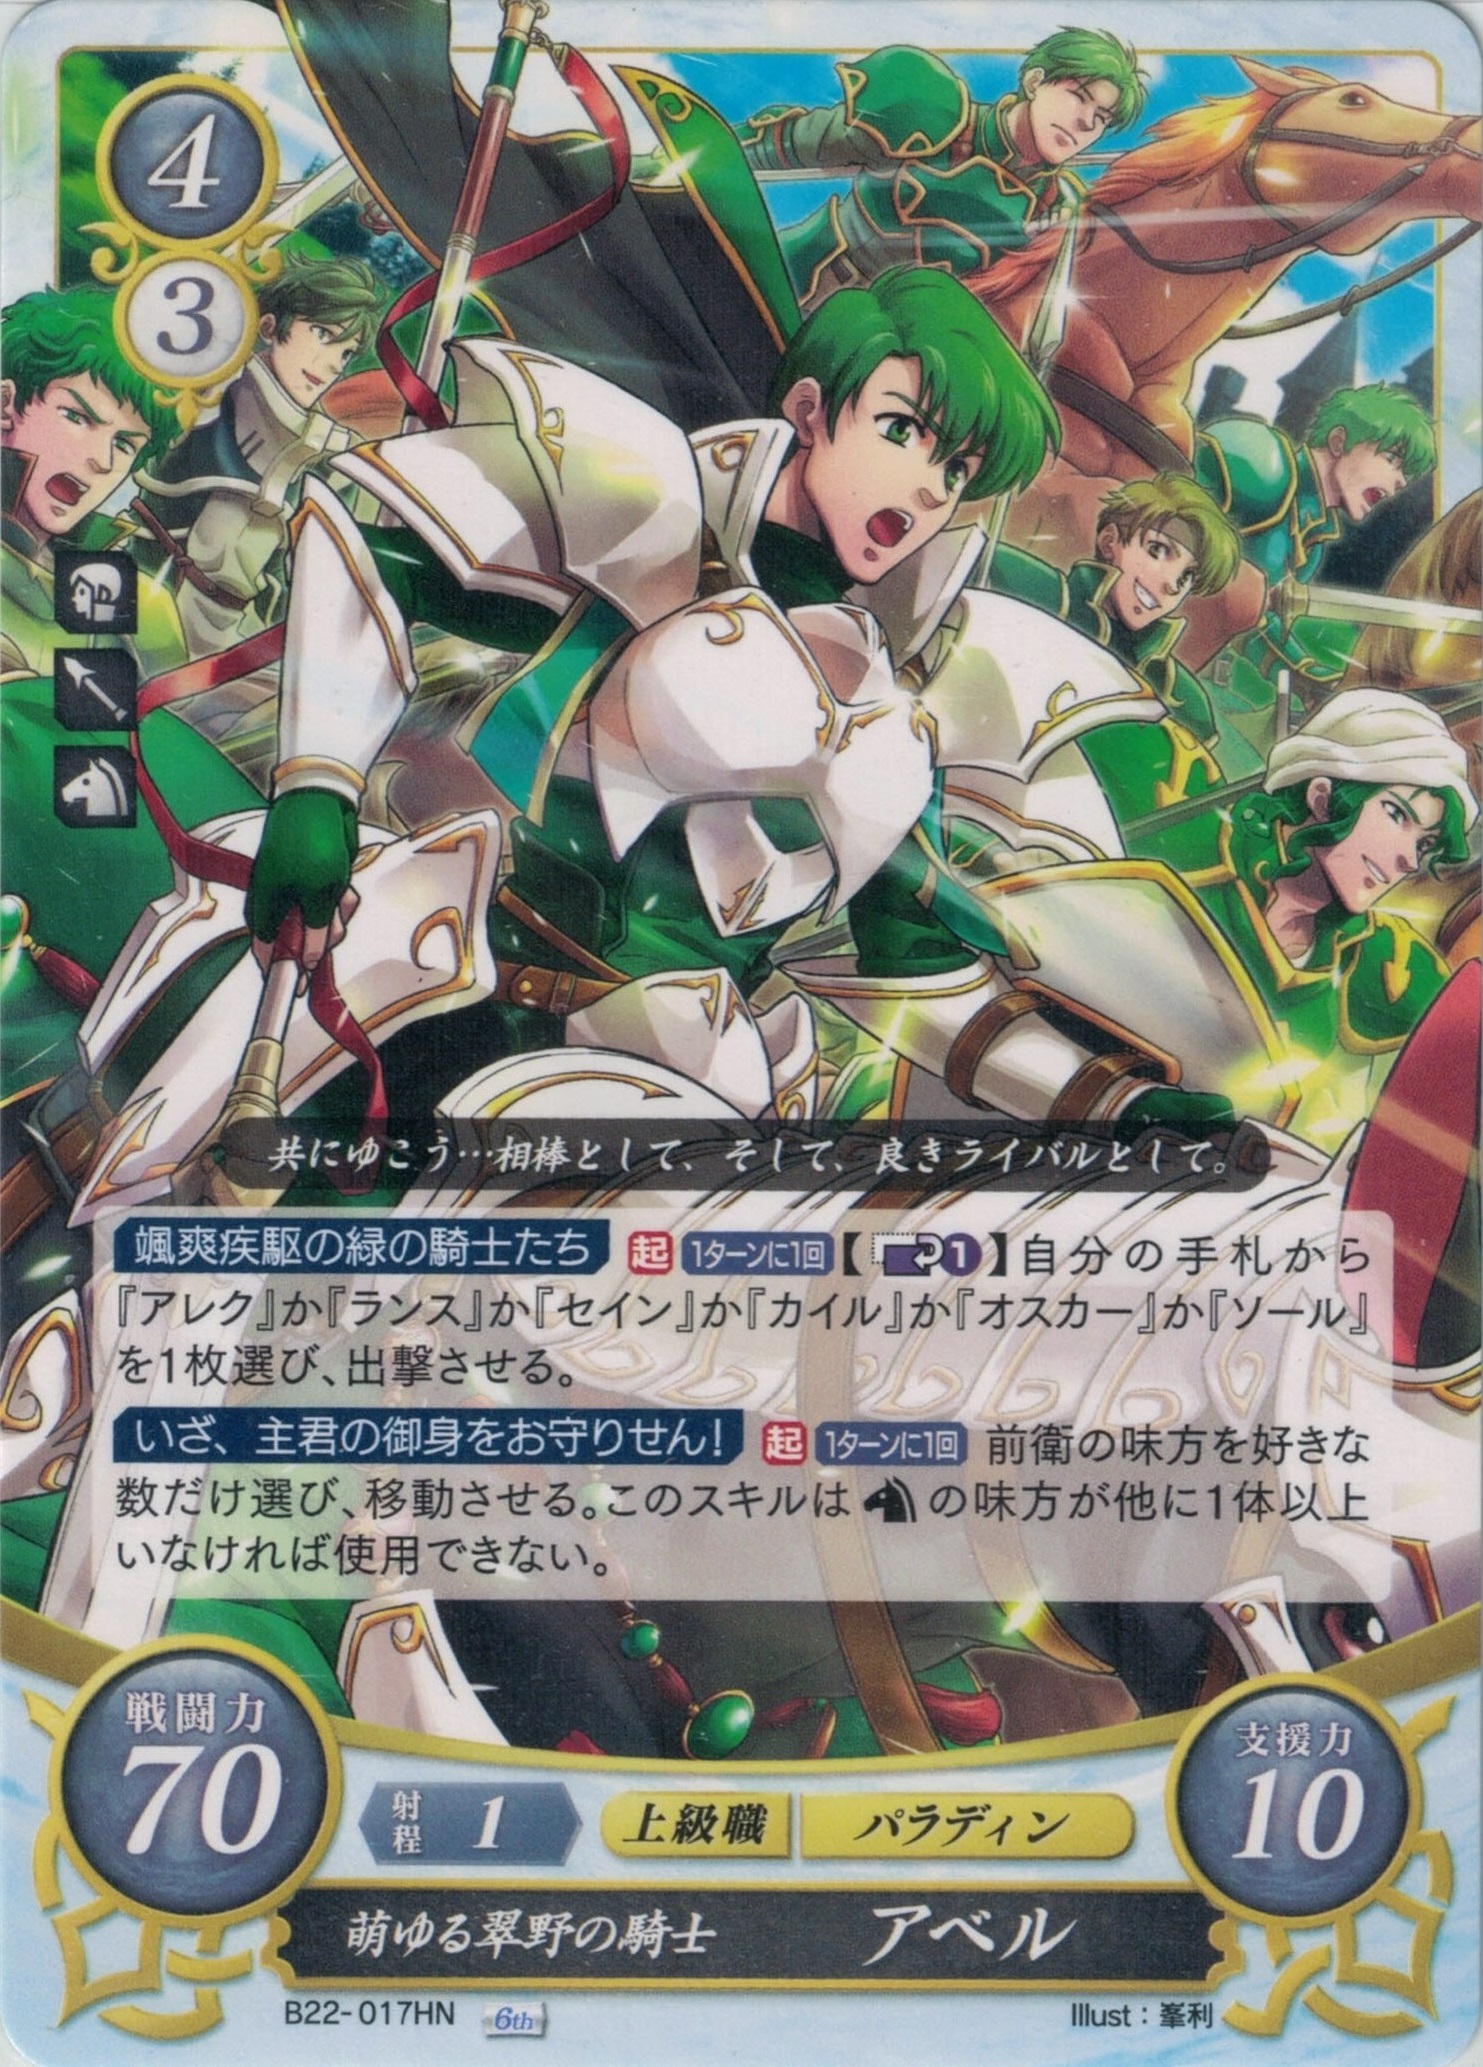 4
3
共にゆこう…相棒として、そして、良きライバルとして。
颯爽疾駆の緑の騎士たち 起 1ターンに1回 【1】自分の手札から
『アレク』か『ランス』か『セイン』か『カイル』か『オスカー』か『ソール』
を1枚選び、出撃させる。
いざ、主君の御身をお守りせん! 起 1ターンに1回 前衛の味方を好きな
数だけ選び、移動させる。このスキルはの味方が他に1体以上
いなければ使用できない。
戦闘力
70
射程 1
上級職 パラディン
支援力
10
萌ゆる翠野の騎士 アベル
B22-017HN 6th
Illust：峯利